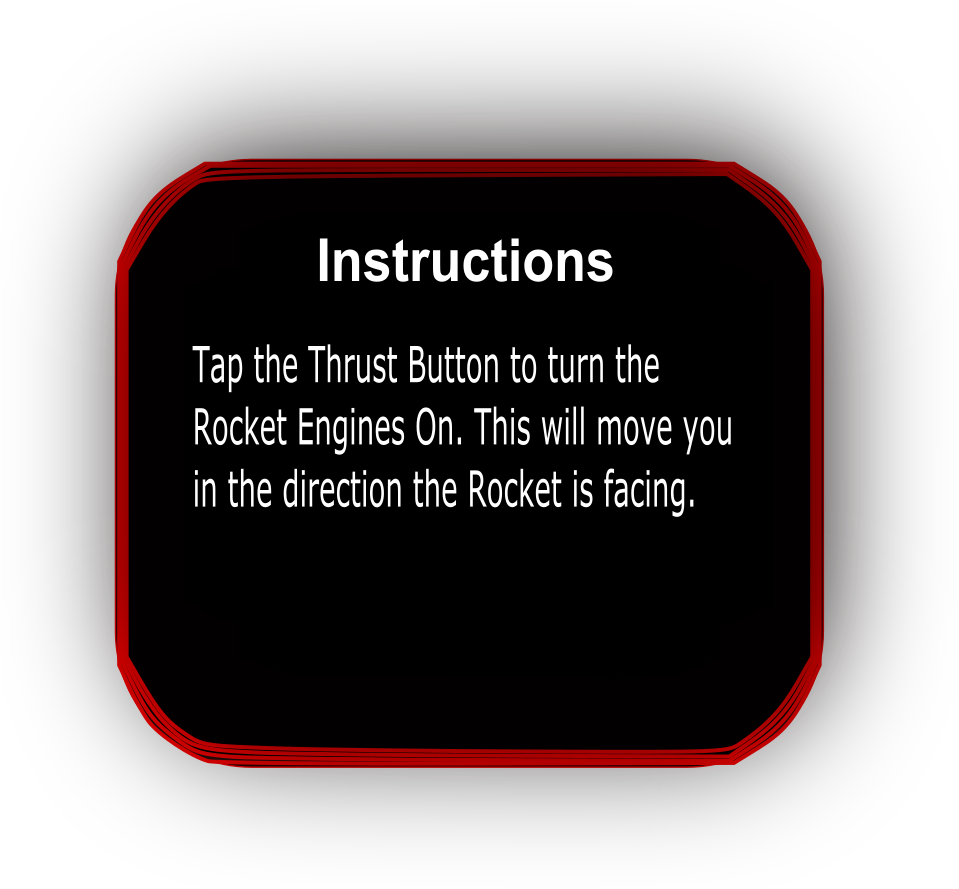 Instructions
Tap the Thrust Button to turn the
Rocket Engines On. This will move you
in the direction the Rocket is facing.